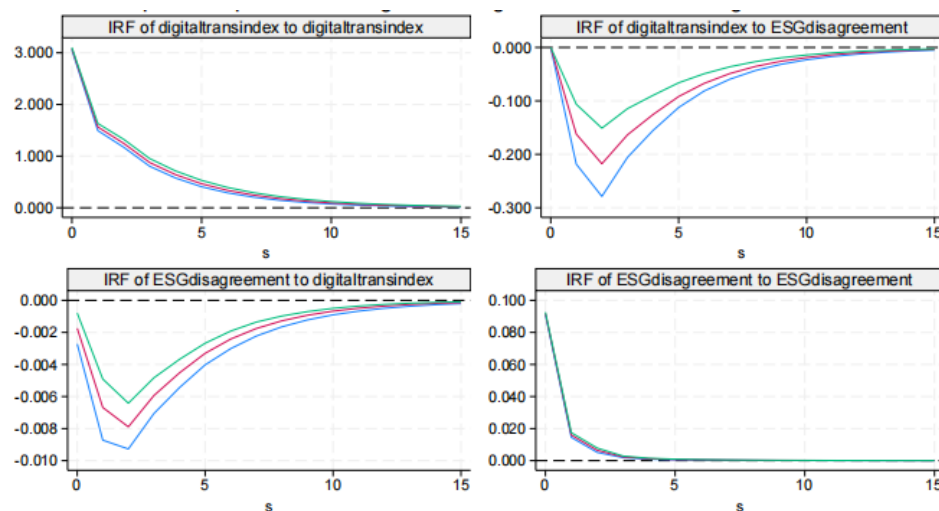 IRF of digitaltransindex to digitaltransindex
3.000
2.000
1.000
0.000
0 5 10 15
s
IRF of digitaltransindex to ESGdisagreement
0.000
-0.100
-0.200
-0.300
0 5 10 15
s
IRF of ESGdisagreement to digitaltransindex
0.000
-0.002
-0.004
-0.006
-0.008
-0.010
0 5 10 15
s
IRF of ESGdisagreement to ESGdisagreement
0.100
0.080
0.060
0.040
0.020
0.000
0 5 10 15
s